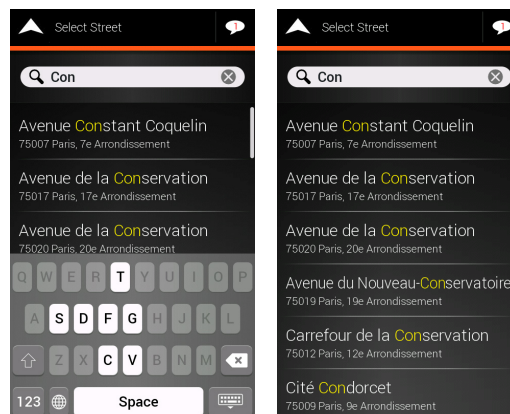 Select Street
1
Con
Avenue Constant Coquelin
75007 Paris, 7e Arrondissement
Avenue de la Conservation
75017 Paris, 17e Arrondissement
Avenue de la Conservation
75020 Paris, 20e Arrondissement
Q W E R T Y U I O P
A S D F G H J K L
Z X C V B N M
123 Space
Select Street
1
Con
Avenue Constant Coquelin
75007 Paris, 7e Arrondissement
Avenue de la Conservation
75017 Paris, 17e Arrondissement
Avenue de la Conservation
75020 Paris, 20e Arrondissement
Avenue du Nouveau-Conservatoire
75019 Paris, 19e Arrondissement
Carrefour de la Conservation
75012 Paris, 12e Arrondissement
Cité Condorcet
75009 Paris, 9e Arrondissement